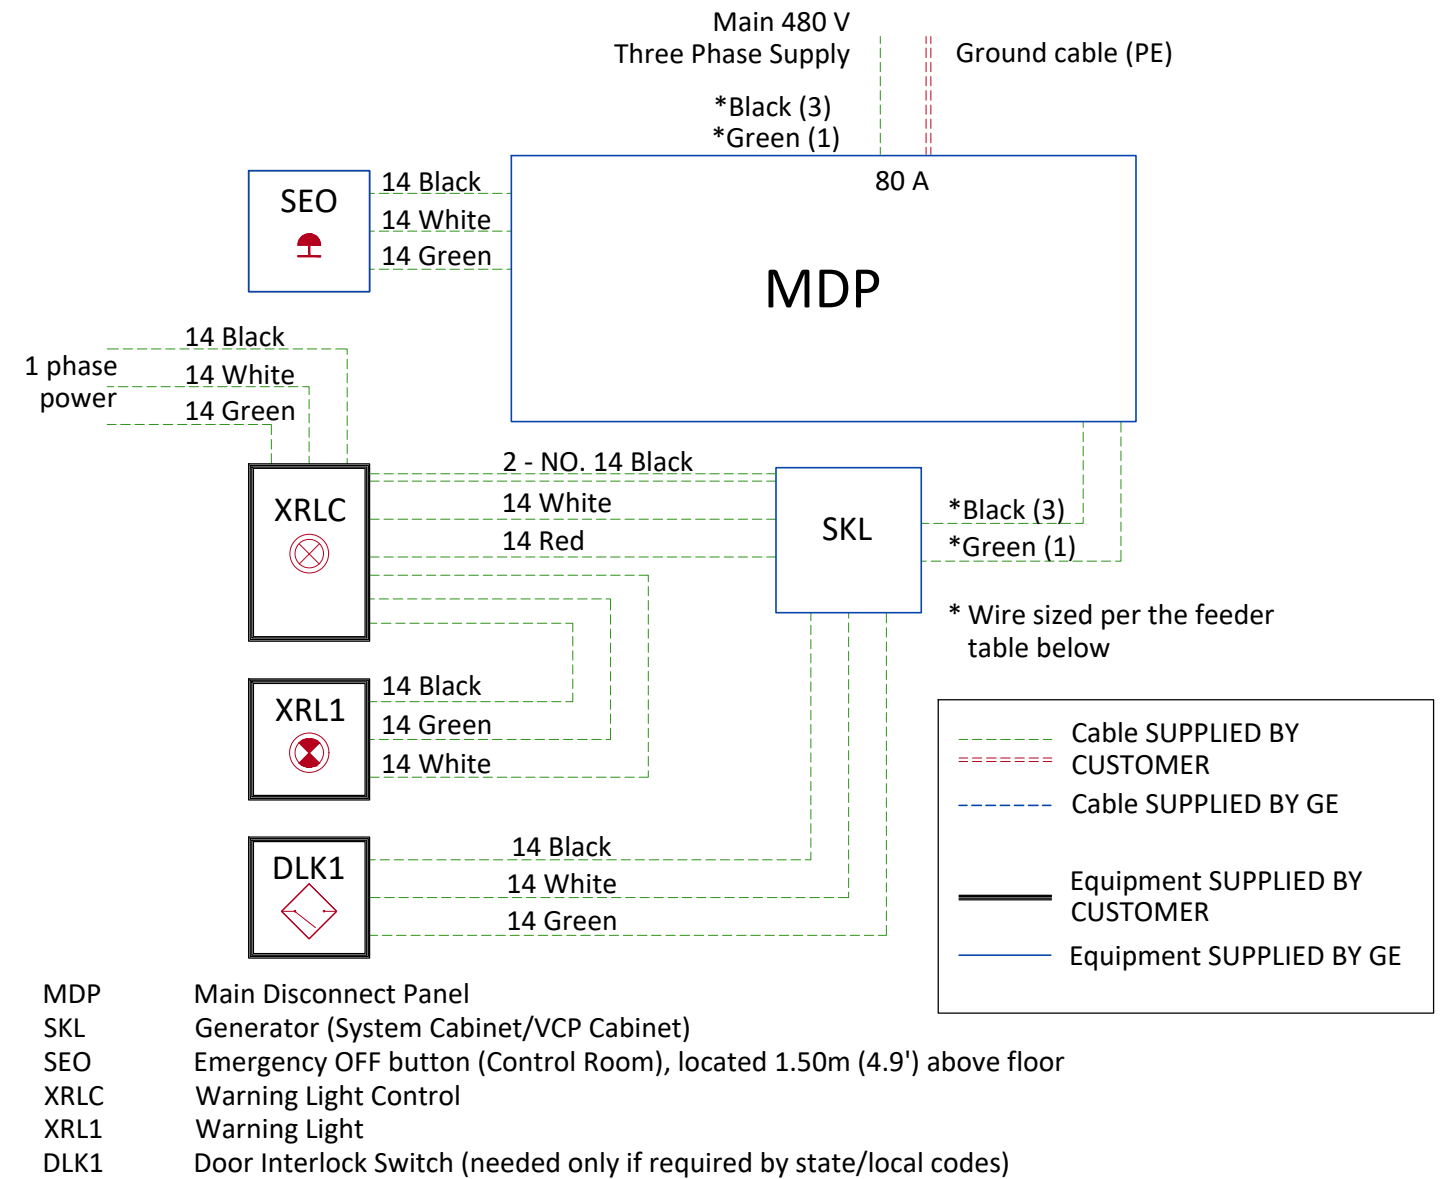 Main 480 V
Three Phase Supply
Ground cable (PE)
*Black (3)
*Green (1)
80 A
MDP
SEO
14 Black
14 White
14 Green
1 phase
power
14 Black
14 White
14 Green
XRLC
2 - NO. 14 Black
14 White
14 Red
SKL
*Black (3)
*Green (1)
* Wire sized per the feeder
table below
XRL1
14 Black
14 Green
14 White
DLK1
14 Black
14 White
14 Green
Cable SUPPLIED BY
CUSTOMER
Cable SUPPLIED BY GE
Equipment SUPPLIED BY
CUSTOMER
Equipment SUPPLIED BY GE
MDP Main Disconnect Panel
SKL Generator (System Cabinet/VCP Cabinet)
SEO Emergency OFF button (Control Room), located 1.50m (4.9') above floor
XRLC Warning Light Control
XRL1 Warning Light
DLK1 Door Interlock Switch (needed only if required by state/local codes)